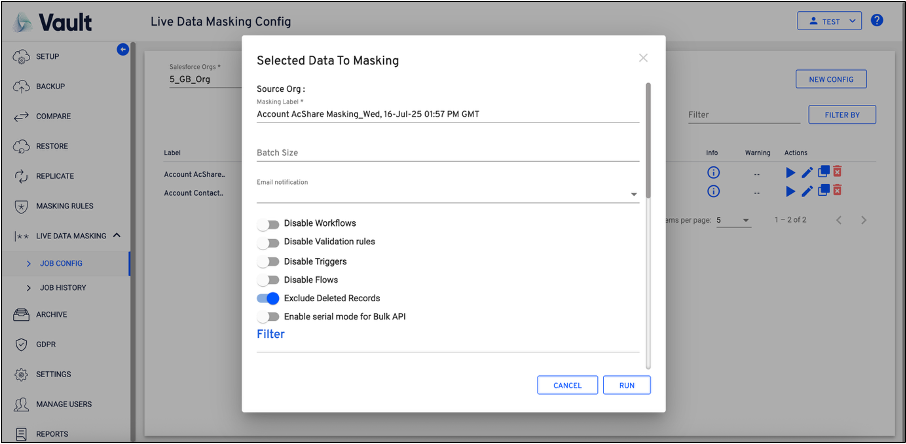 Vault
Live Data Masking Config
TEST
?
SETUP
BACKUP
COMPARE
RESTORE
REPLICATE
MASKING RULES
|** LIVE DATA MASKING
JOB CONFIG
JOB HISTORY
ARCHIVE
GDPR
SETTINGS
MANAGE USERS
REPORTS
Salesforce Orgs *
5_GB_Org
NEW CONFIG
Filter
FILTER BY
Label
Info
Warning
Actions
Account AcShare..
--
Account Contact..
--
per page: 5
1 – 2 of 2
Selected Data To Masking
Source Org :
Masking Label *
Account AcShare Masking_Wed, 16-Jul-25 01:57 PM GMT
Batch Size
Email notification
Disable Workflows
Disable Validation rules
Disable Triggers
Disable Flows
Exclude Deleted Records
Enable serial mode for Bulk API
Filter
CANCEL
RUN